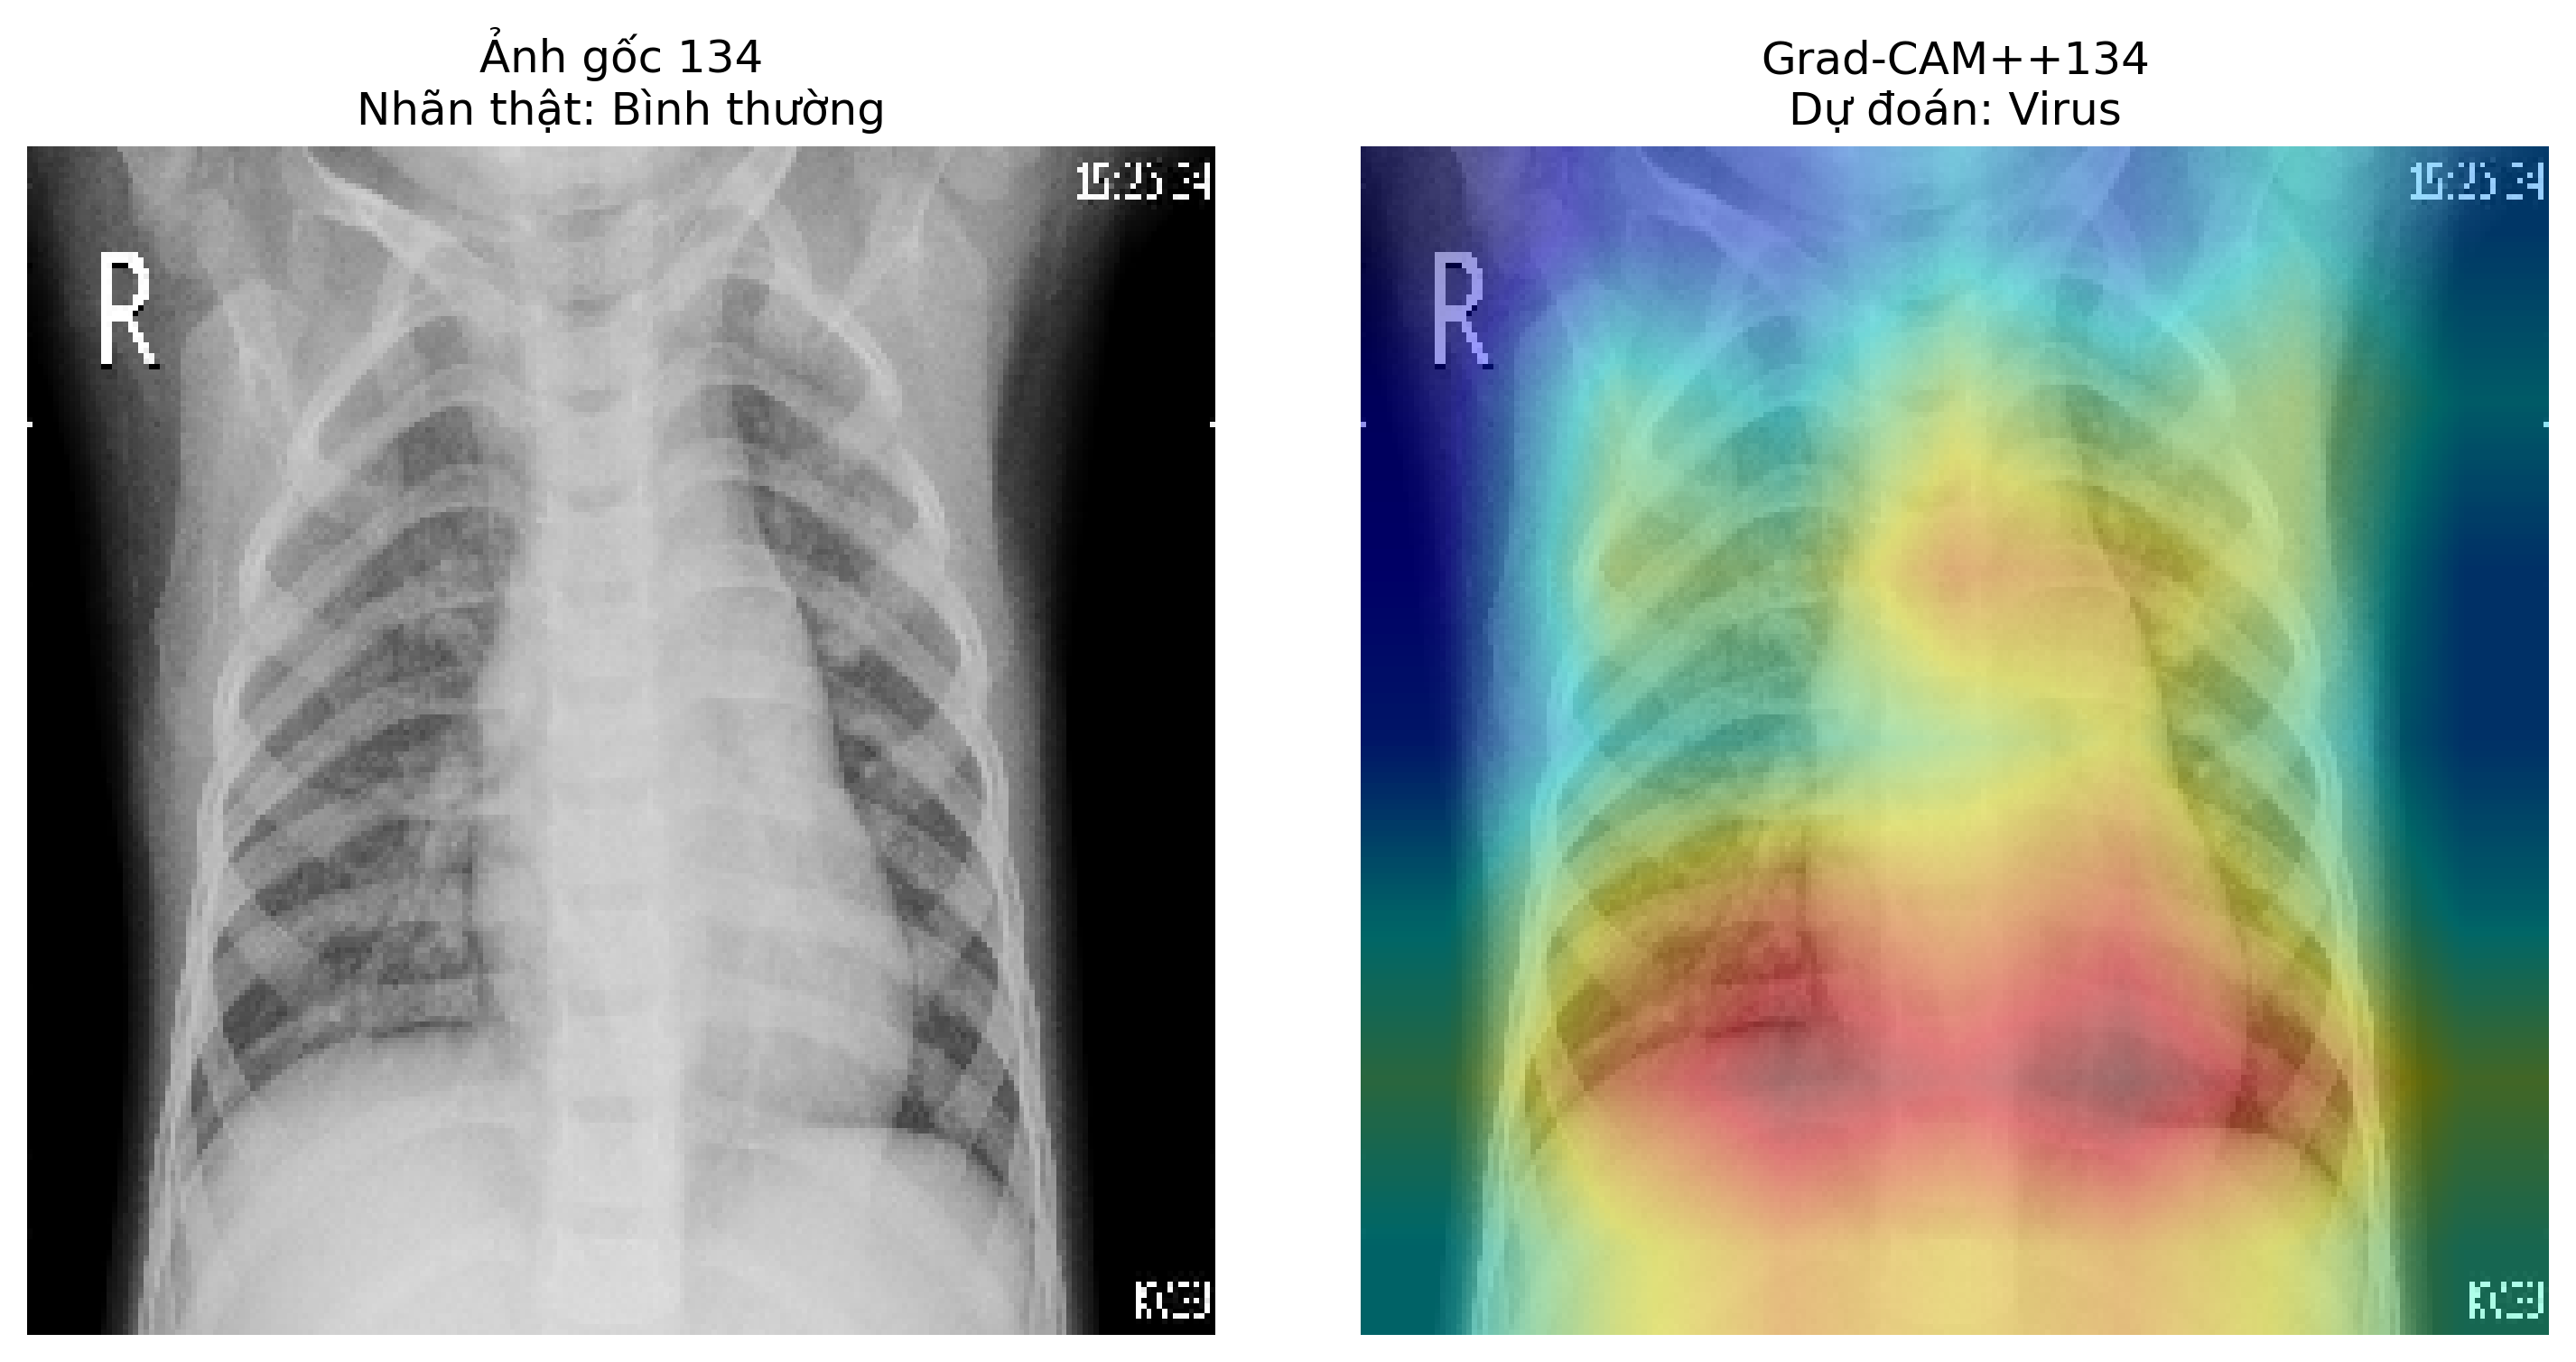 Ảnh gốc 134
Nhãn thật: Bình thường
Grad-CAM++134
Dự đoán: Virus
R
R